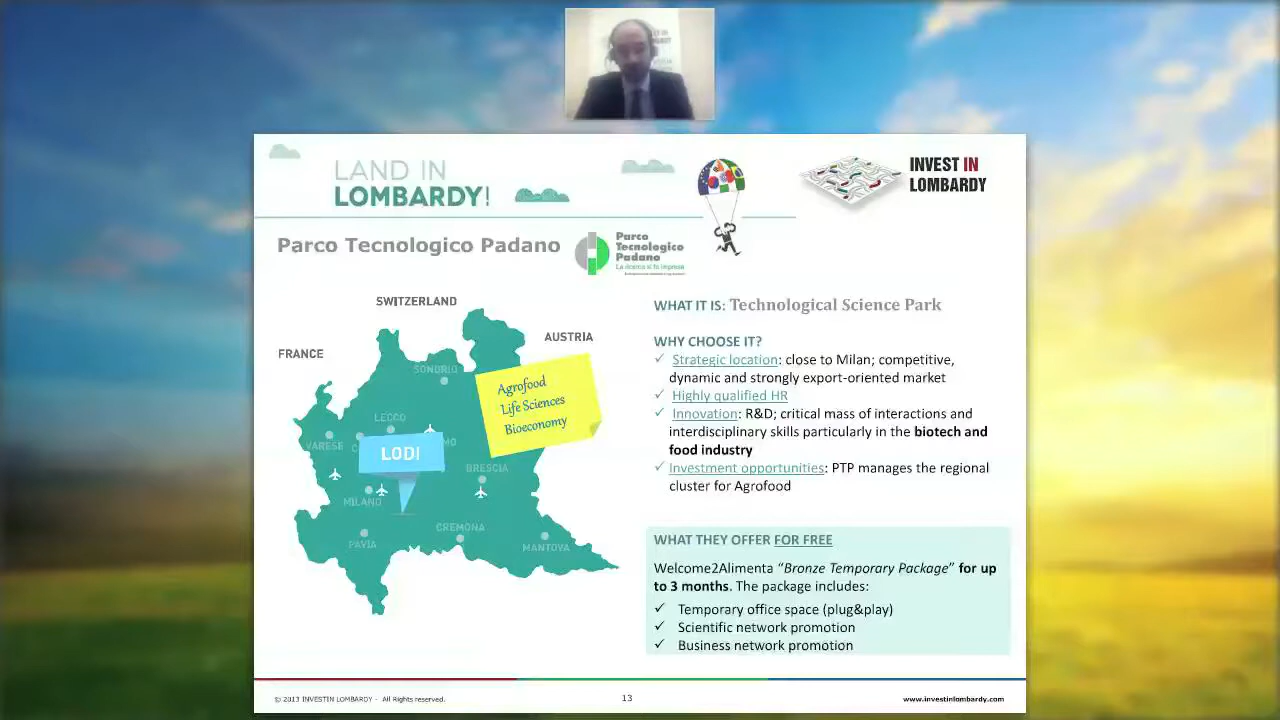 LAND IN
LOMBARDY!
INVEST IN
LOMBARDY
Parco Tecnologico Padano
Parco
Tecnologico
Padano
La ricerca si fa impresa
SWITZERLAND
AUSTRIA
FRANCE
SONDRIO
Agrofood
Life Sciences
Bioeconomy
LECCO
VARESE
LODI
BRESCIA
MILANO
CREMONA
PAVIA
MANTOVA
WHAT IT IS: Technological Science Park
WHY CHOOSE IT?
✓ Strategic location: close to Milan; competitive,
dynamic and strongly export-oriented market
✓ Highly qualified HR
✓ Innovation: R&D; critical mass of interactions and
interdisciplinary skills particularly in the biotech and
food industry
✓ Investment opportunities: PTP manages the regional
cluster for Agrofood
WHAT THEY OFFER FOR FREE
Welcome2Alimenta “Bronze Temporary Package” for up
to 3 months. The package includes:
✓ Temporary office space (plug&play)
✓ Scientific network promotion
✓ Business network promotion
© 2013 INVESTIN LOMBARDY - All Rights reserved.
13
www.investinlombardy.com